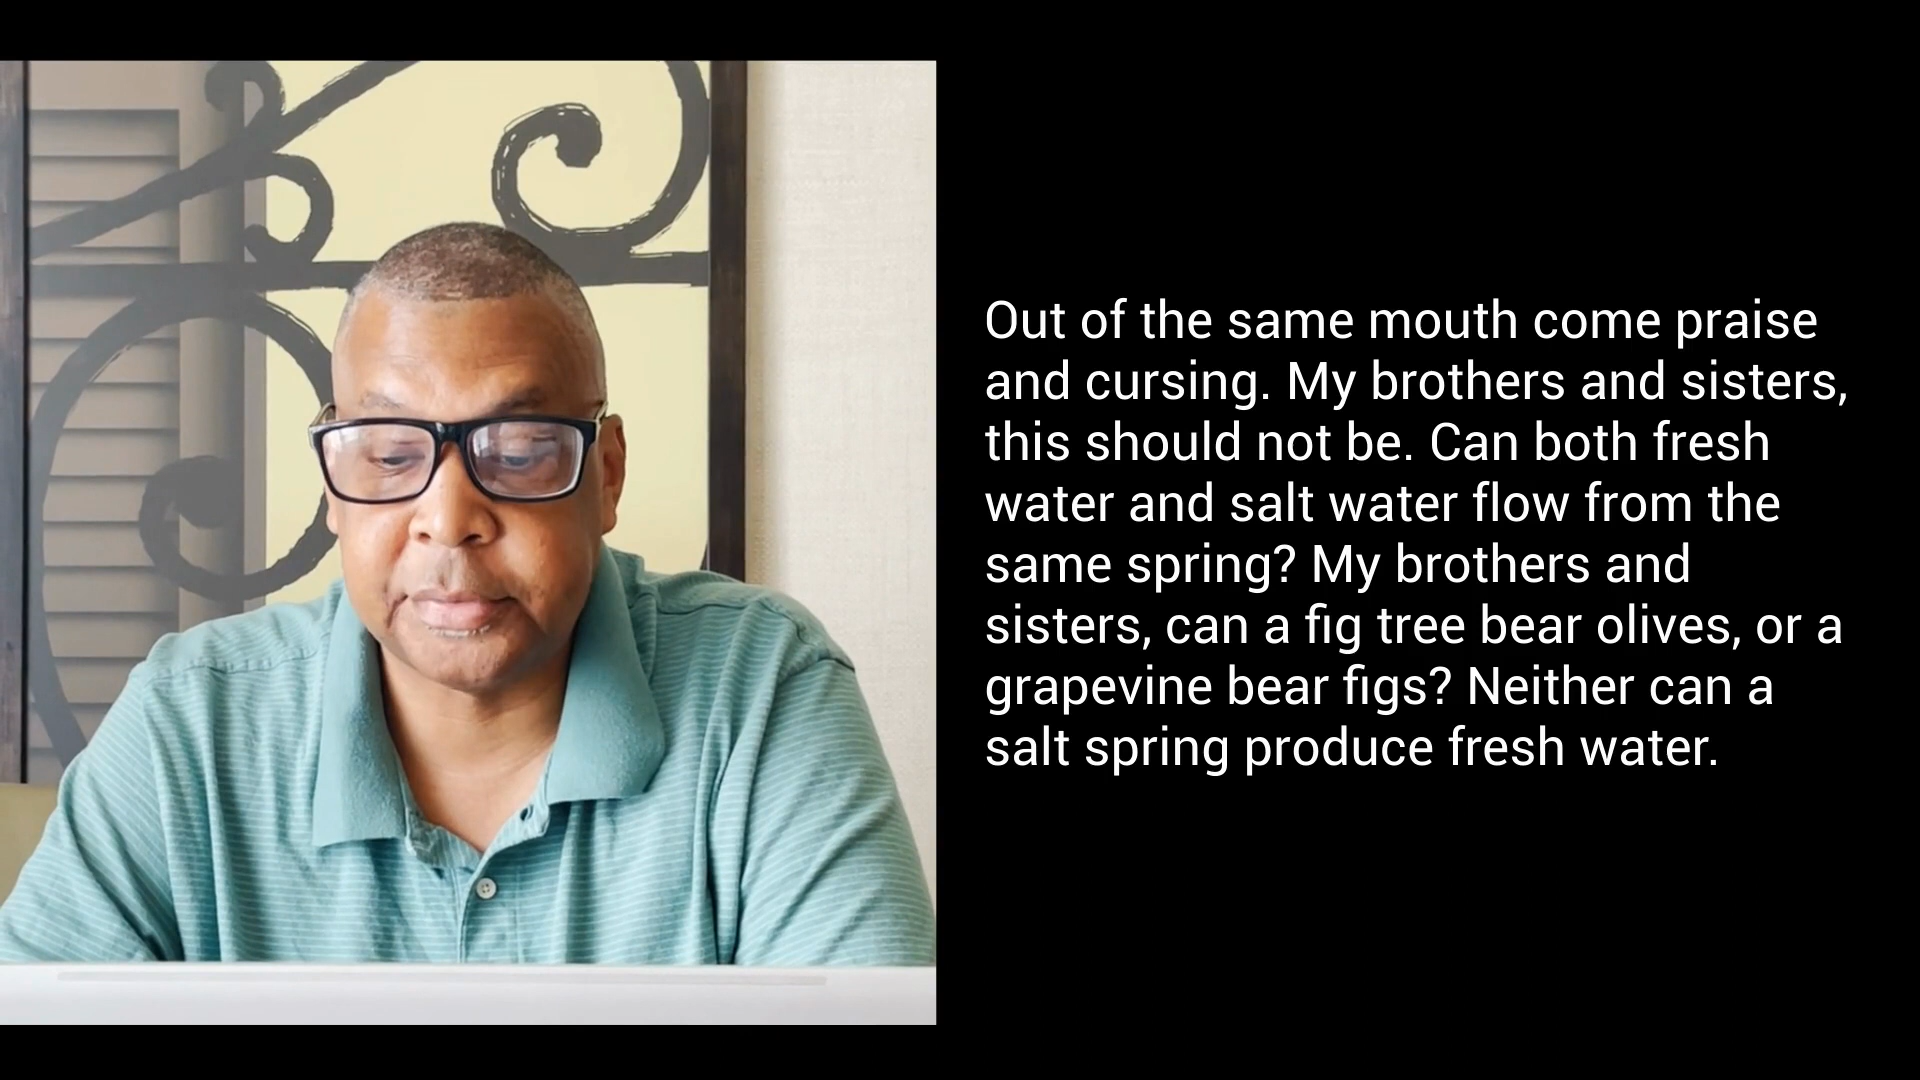 Out of the same mouth come praise
and cursing. My brothers and sisters,
this should not be. Can both fresh
water and salt water flow from the
same spring? My brothers and
sisters, can a fig tree bear olives, or a
grapevine bear figs? Neither can a
salt spring produce fresh water.